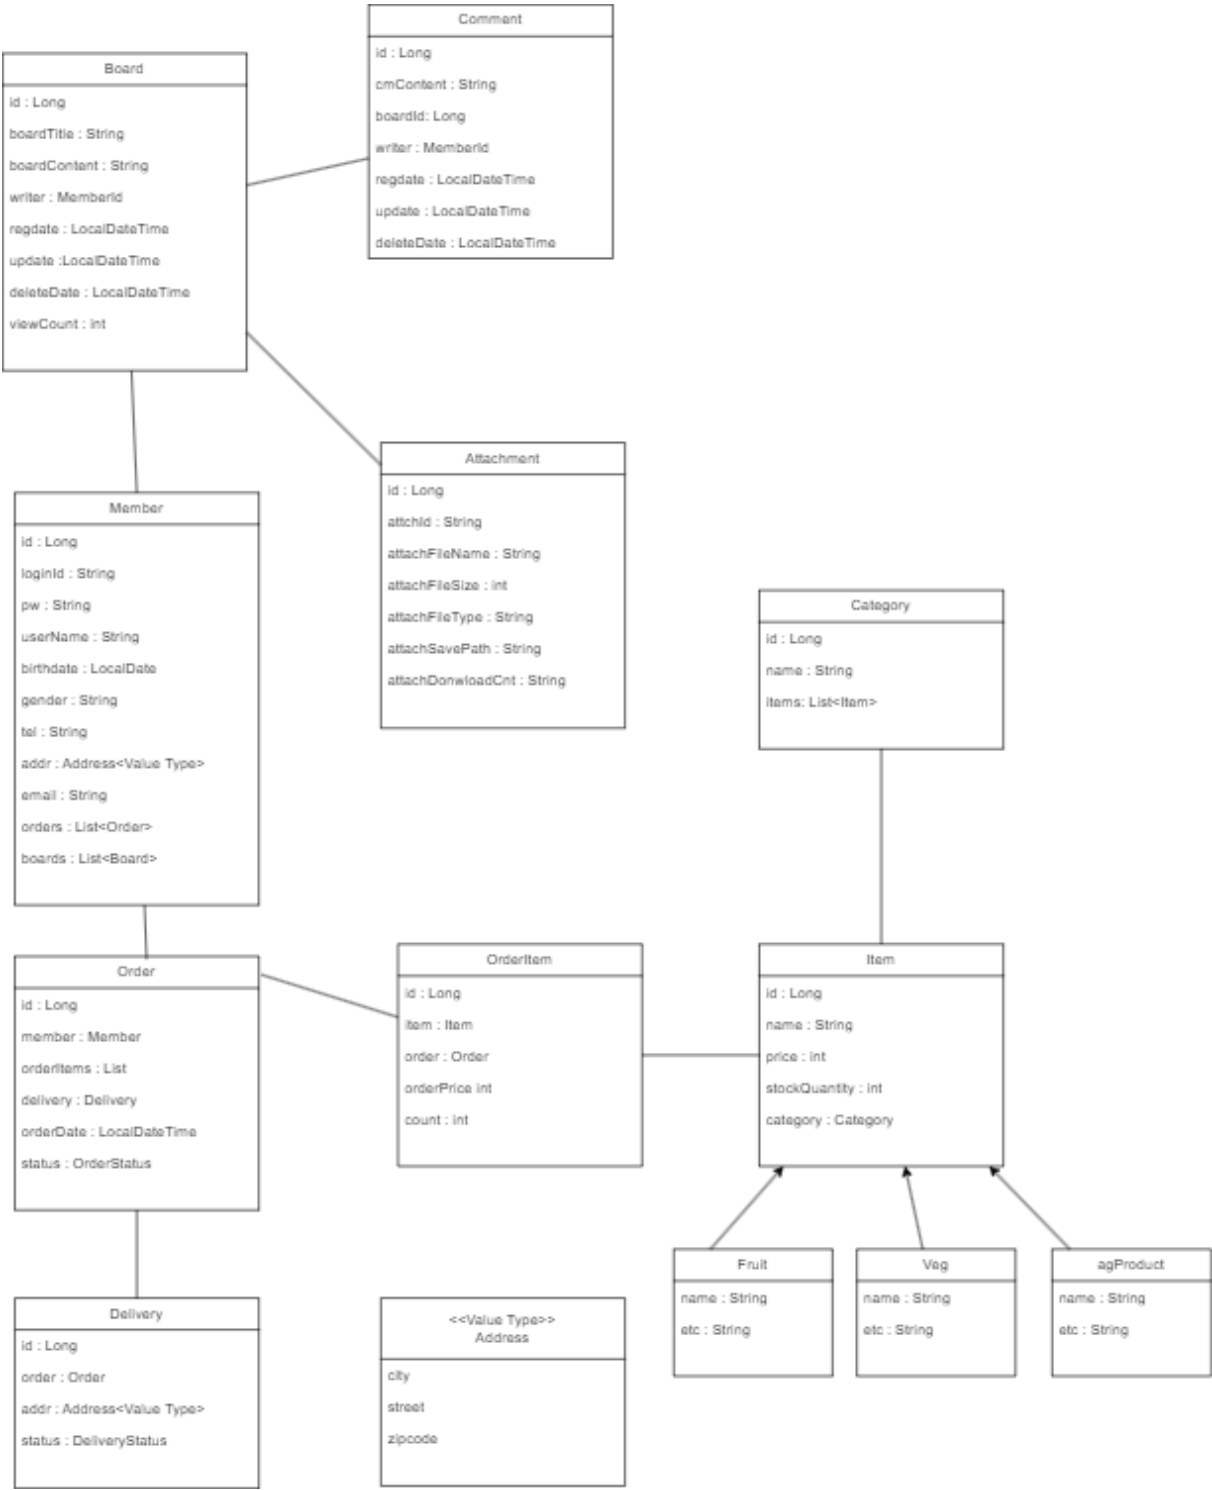 Comment
id : Long
cmContent : String
boardId: Long
writer : MemberId
regdate : LocalDateTime
update : LocalDateTime
deleteDate : LocalDateTime
Board
id : Long
boardTitle : String
boardContent : String
writer : MemberId
regdate : LocalDateTime
update :LocalDateTime
deleteDate : LocalDateTime
viewCount : int
Attachment
id : Long
attchId : String
attachFileName : String
attachFileSize : int
attachFileType : String
attachSavePath : String
attachDonwloadCnt : String
Member
id : Long
loginId : String
pw : String
userName : String
birthdate : LocalDate
gender : String
tel : String
addr : Address<Value Type>
email : String
orders : List<Order>
boards : List<Board>
Category
id : Long
name : String
items: List<Item>
Order
id : Long
member : Member
orderItems : List
delivery : Delivery
orderDate : LocalDateTime
status : OrderStatus
OrderItem
id : Long
item : Item
order : Order
orderPrice int
count : int
Item
id : Long
name : String
price : int
stockQuantity : int
category : Category
Fruit
name : String
etc : String
Veg
name : String
etc : String
agProduct
name : String
etc : String
Delivery
id : Long
order : Order
addr : Address<Value Type>
status : DeliveryStatus
<<Value Type>>
Address
city
street
zipcode